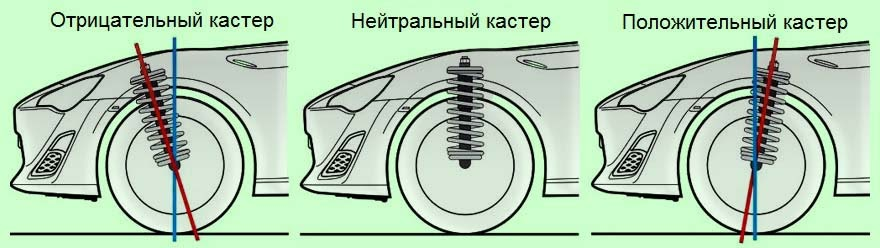 Отрицательный кастер
Нейтральный кастер
Положительный кастер